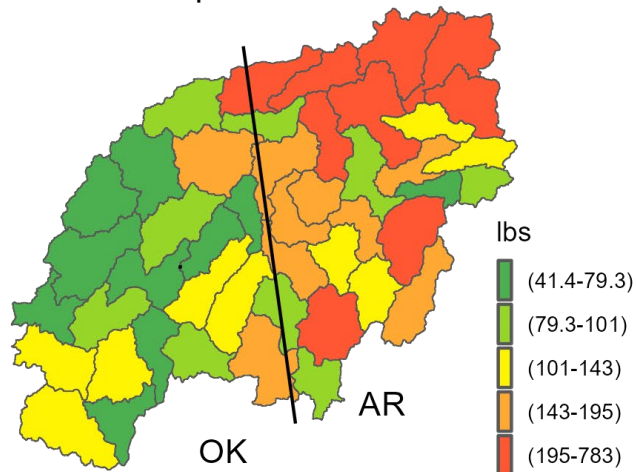 lbs
(41.4-79.3)
(79.3-101)
(101-143)
(143-195)
(195-783)
AR
OK